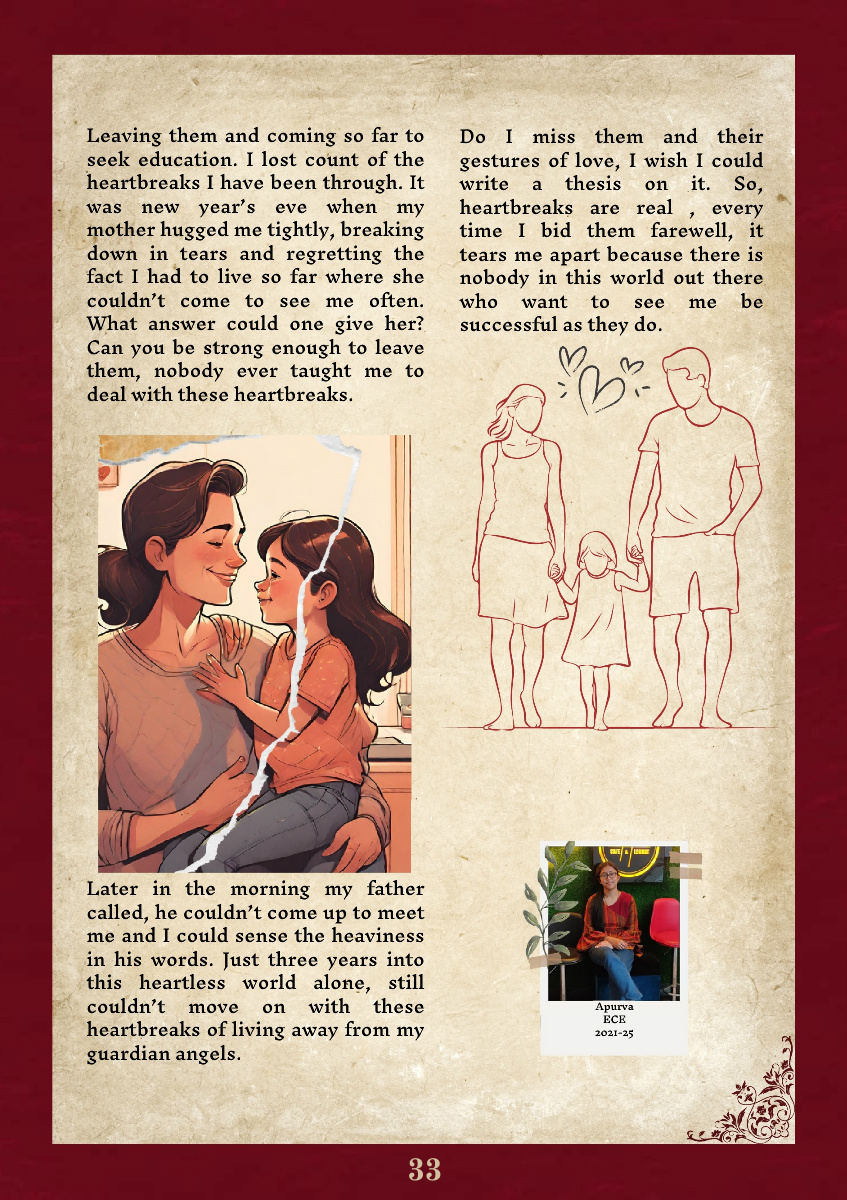 Leaving them and coming so far to
seek education. I lost count of the
heartbreaks I have been through. It
was new year’s eve when my
mother hugged me tightly, breaking
down in tears and regretting the
fact I had to live so far where she
couldn’t come to see me often.
What answer could one give her?
Can you be strong enough to leave
them, nobody ever taught me to
deal with these heartbreaks.
Later in the morning my father
called, he couldn’t come up to meet
me and I could sense the heaviness
in his words. Just three years into
this heartless world alone, still
couldn’t move on with these
heartbreaks of living away from my
guardian angels.
Do I miss them and their
gestures of love, I wish I could
write a thesis on it. So,
heartbreaks are real , every
time I bid them farewell, it
tears me apart because there is
nobody in this world out there
who want to see me be
successful as they do.
CAFE & LOUNGE
Apurva
ECE
2021-25
33